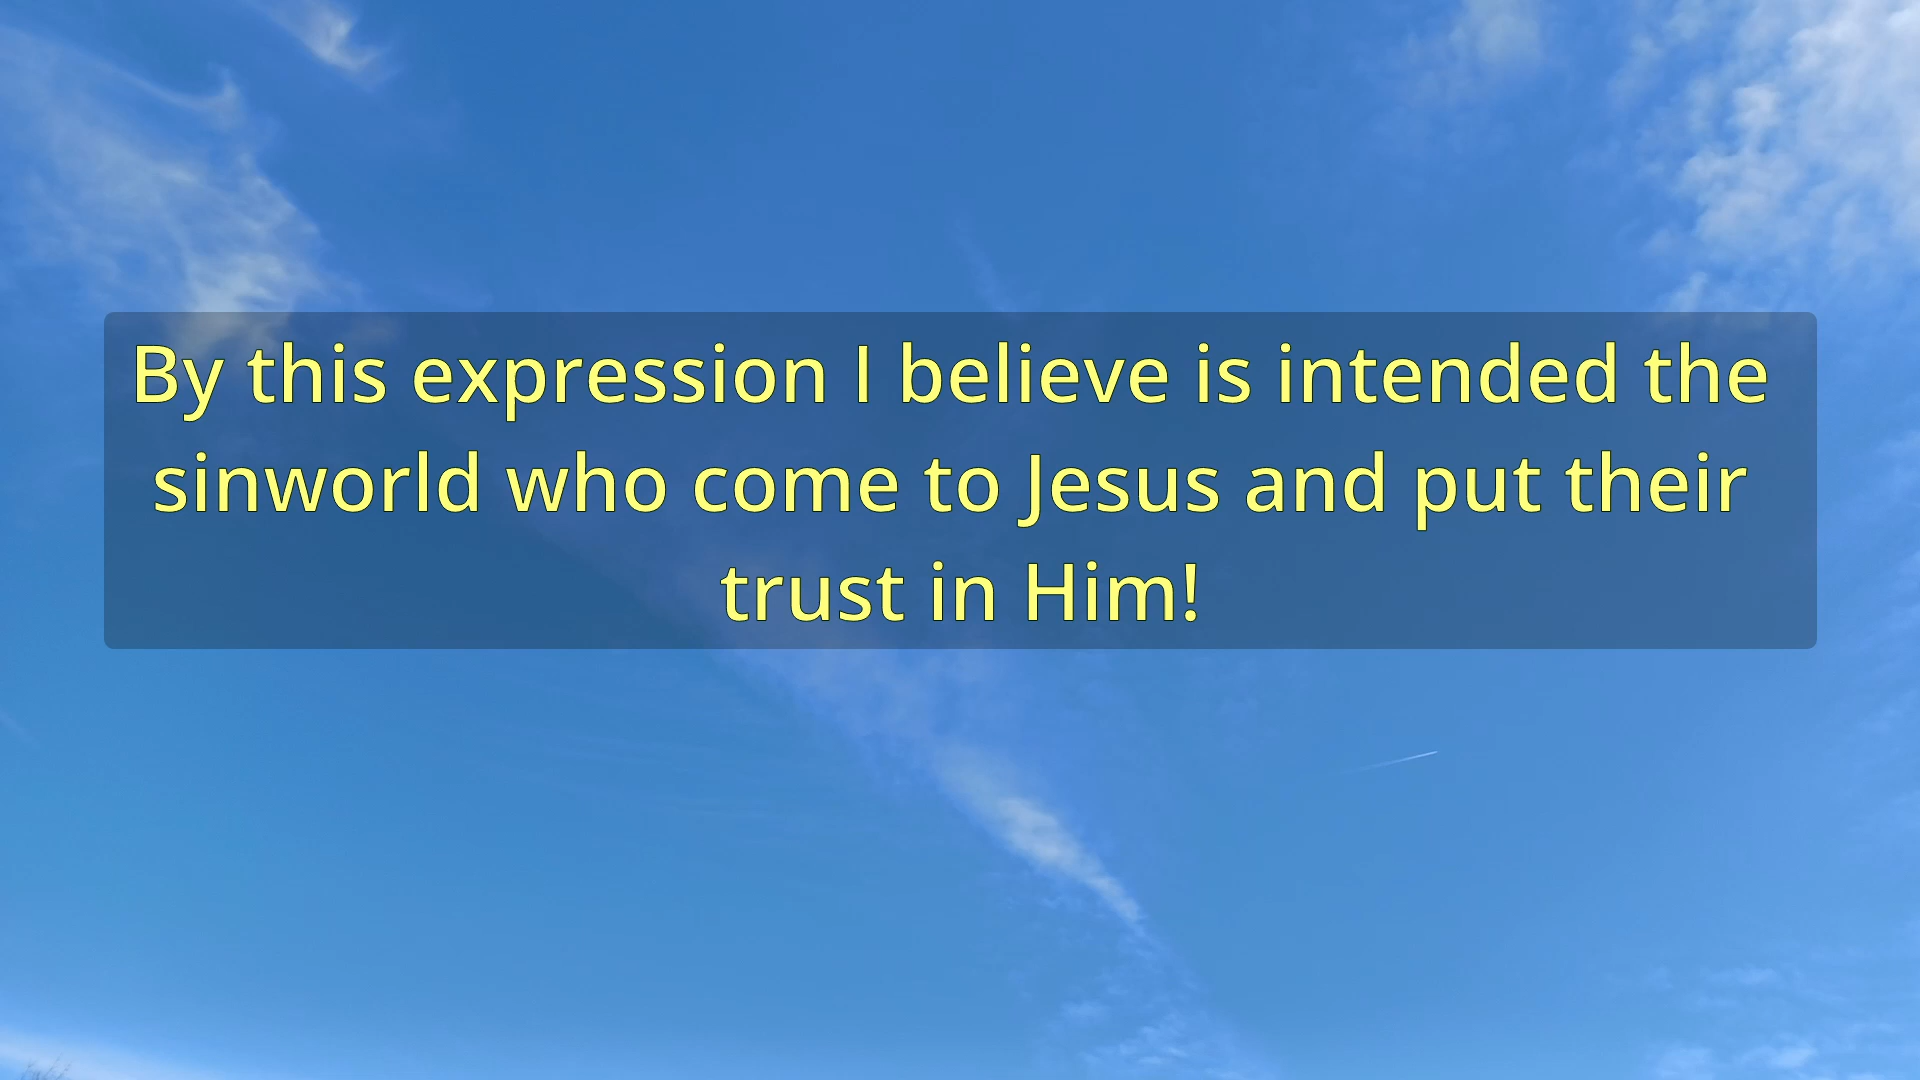 By this expression I believe is intended the
sinworld who come to Jesus and put their
trust in Him!